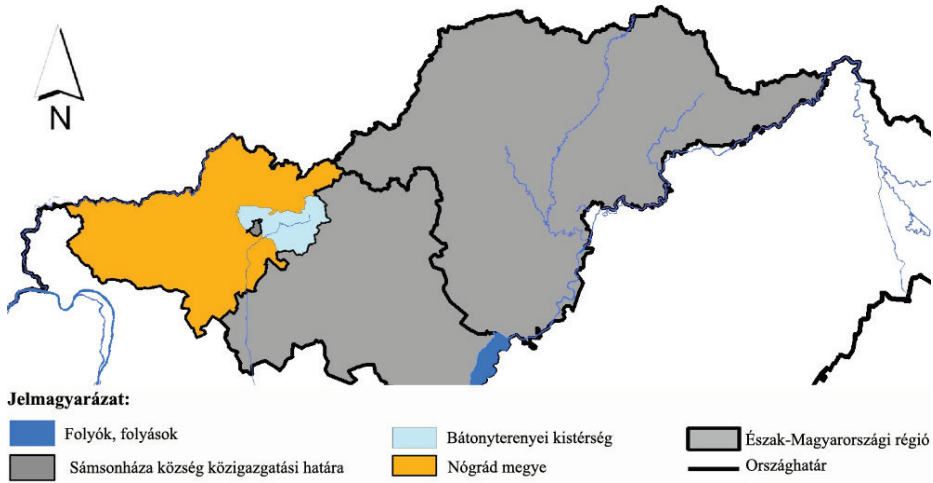 N
Jelmagyarázat:
Folyók, folyások
Bátonyterenyei kistérség
Észak-Magyarországi régió
Sámsonháza község közigazgatási határa
Nógrád megye
Országhatár